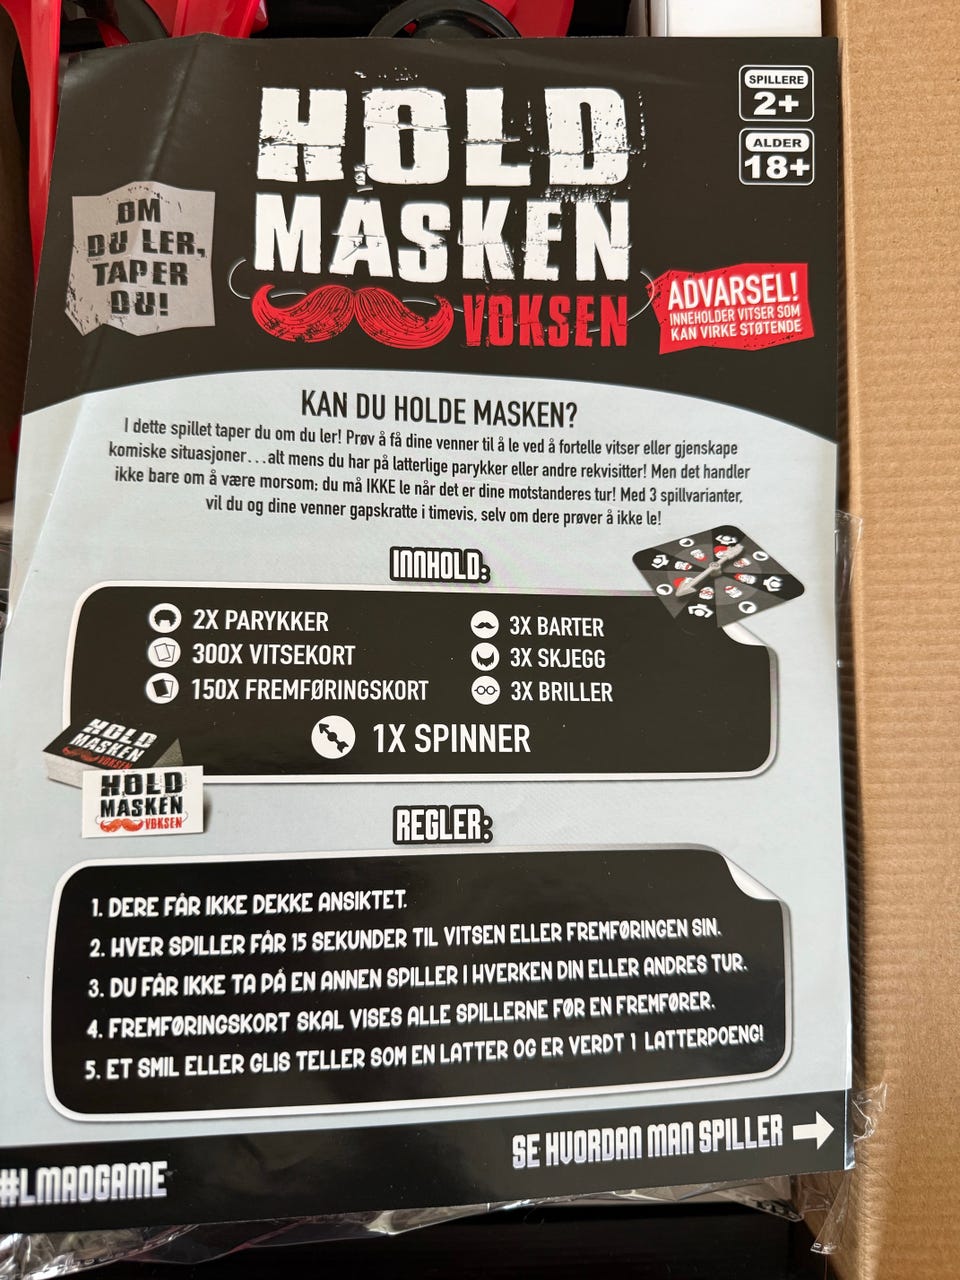 SPILLERE
2+
ALDER
18+
HOLD
MASKEN
VOKSEN
OM
DU LER,
TAPER
DU!
ADVARSEL!
INNEHOLDER VITSER SOM
KAN VIRKE STØTENDE
KAN DU HOLDE MASKEN?
I dette spillet taper du om du ler! Prøv å få dine venner til å le ved å fortelle vitser eller gjenskape
komiske situasjoner...alt mens du har på latterlige parykker eller andre rekvisitter! Men det handler
ikke bare om å være morsom; du må IKKE le når det er dine motstanderes tur! Med 3 spillvarianter,
vil du og dine venner gapskratte i timevis, selv om dere prøver å ikke le!
INNHOLD:
2X PARYKKER
300X VITSEKORT
150X FREMFØRINGSKORT
3X BARTER
3X SKJEGG
3X BRILLER
1X SPINNER
HOLD
MASKEN
VOKSEN
HOLD
MASKEN
VOKSEN
REGLER:
1. DERE FÅR IKKE DEKKE ANSIKTET.
2. HVER SPILLER FÅR 15 SEKUNDER TIL VITSEN ELLER FREMFØRINGEN SIN.
3. DU FÅR IKKE TA PÅ EN ANNEN SPILLER I HVERKEN DIN ELLER ANDRES TUR.
4. FREMFØRINGSKORT SKAL VISES ALLE SPILLERNE FØR EN FREMFØRER.
5. ET SMIL ELLER GLIS TELLER SOM EN LATTER OG ER VERDT 1 LATTERPOENG!
SE HVORDAN MAN SPILLER
#LMAOGAME